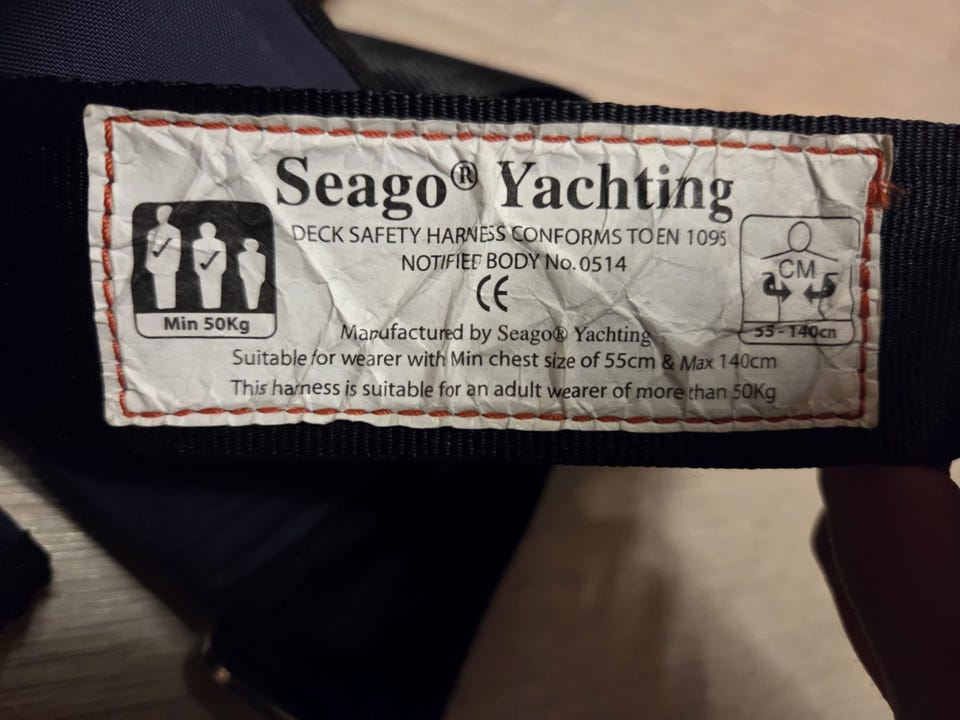 Seago® Yachting
DECK SAFETY HARNESS CONFORMS TO EN 1095
NOTIFIED BODY No. 0514
CE
CM
Min 50Kg
55 - 140cm
Manufactured by Seago® Yachting
Suitable for wearer with Min chest size of 55cm & Max 140cm
This harness is suitable for an adult wearer of more than 50Kg